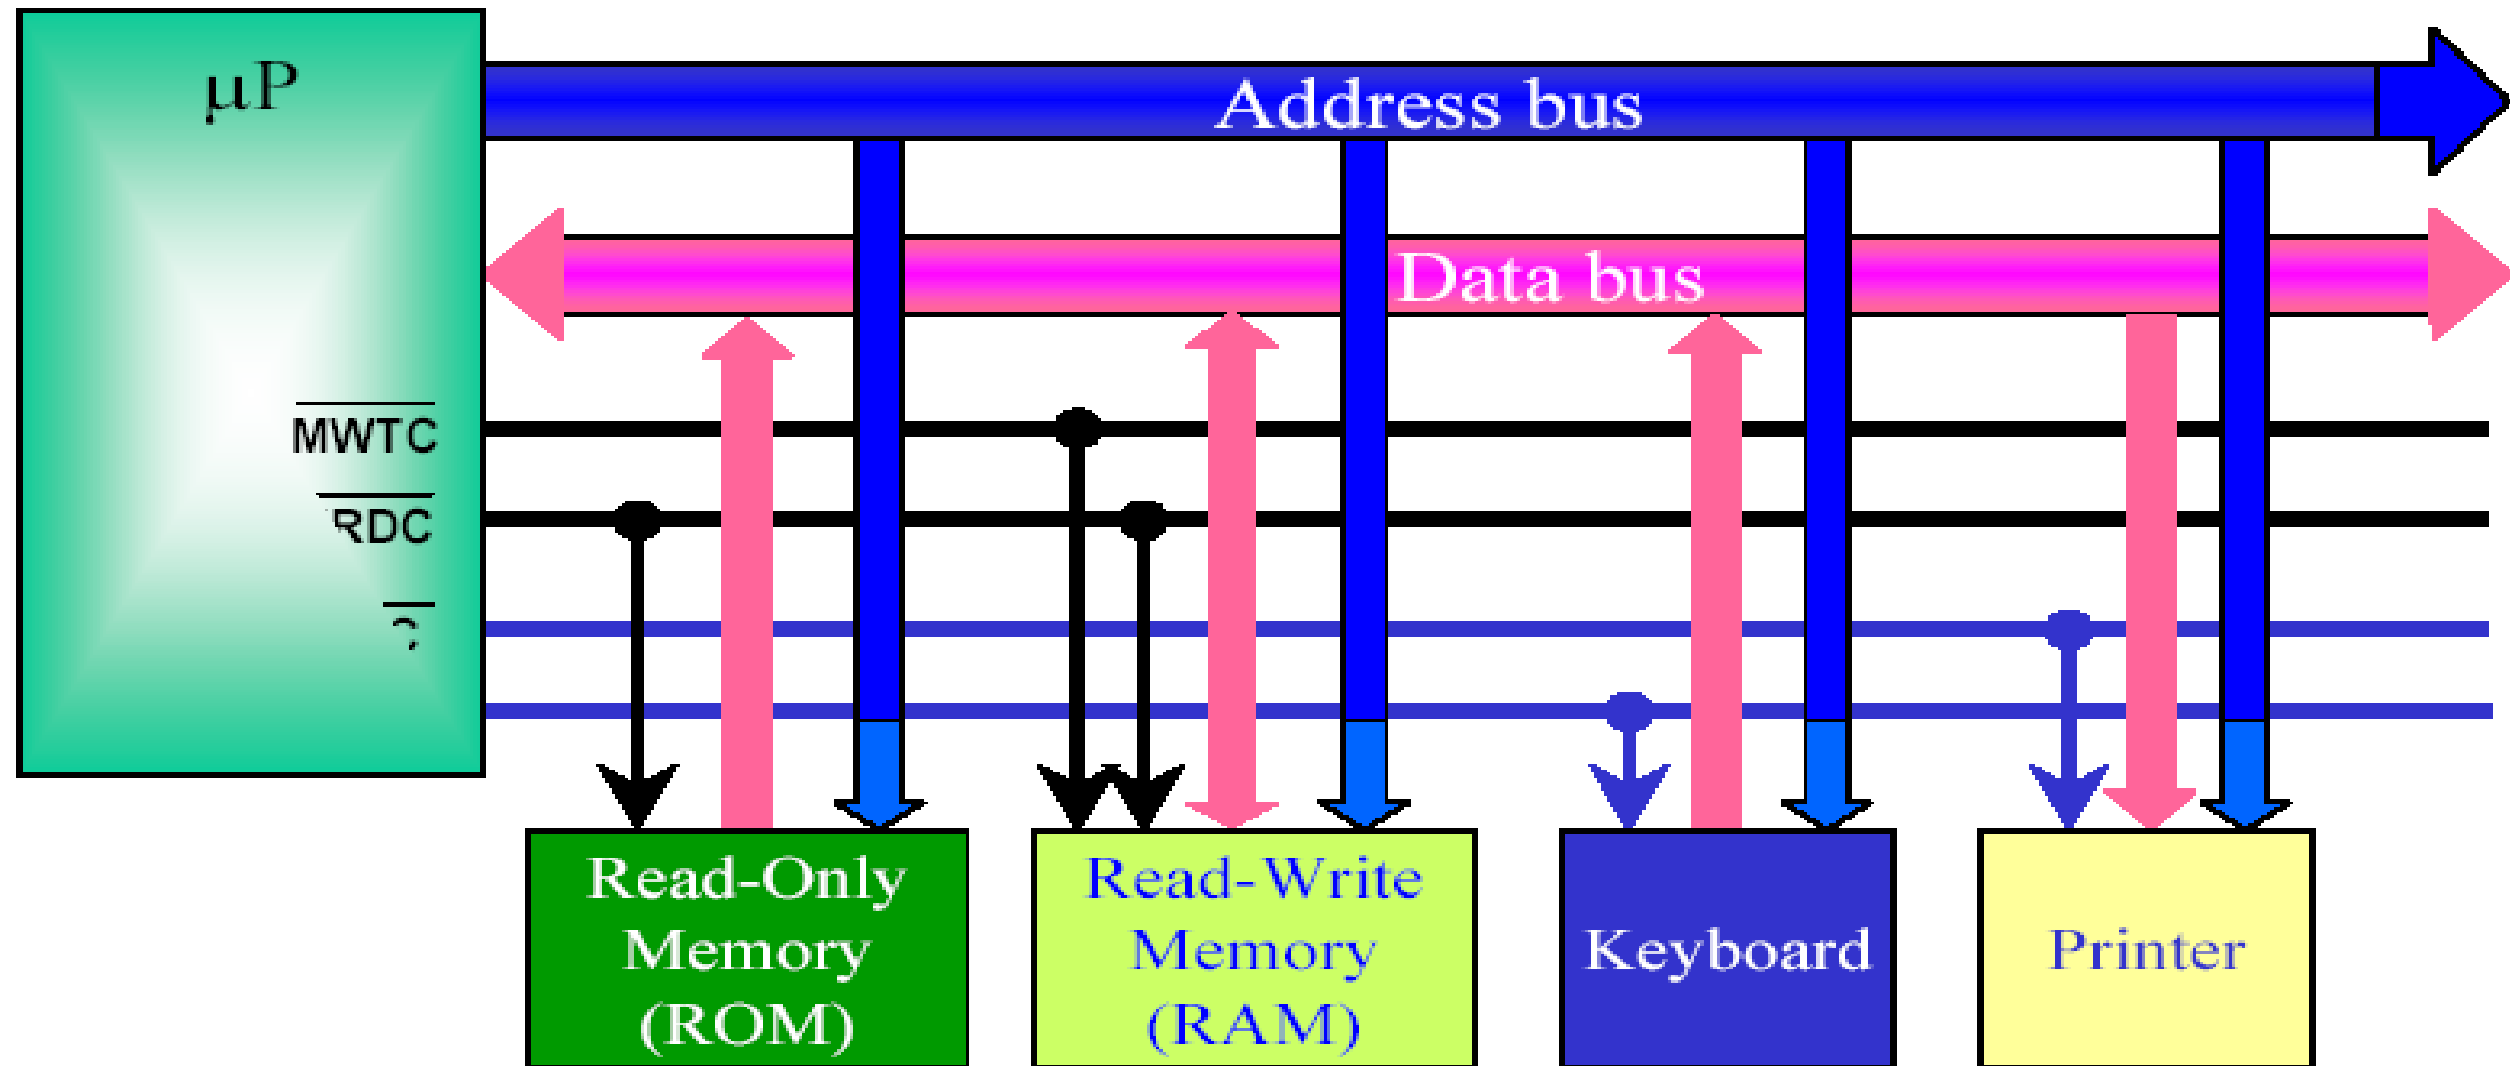 µP
Address bus
Data bus
MWTC
RDC
Read-Only
Memory
(ROM)
Read-Write
Memory
(RAM)
Keyboard
Printer